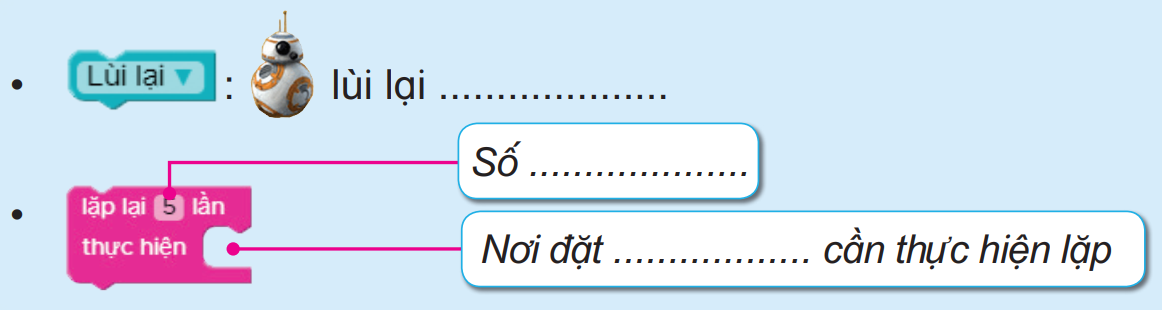 • Lùi lại ▼ : lùi lại ....................
Số ...................
• lặp lại 5 lần
thực hiện
Nơi đặt ................. cần thực hiện lặp